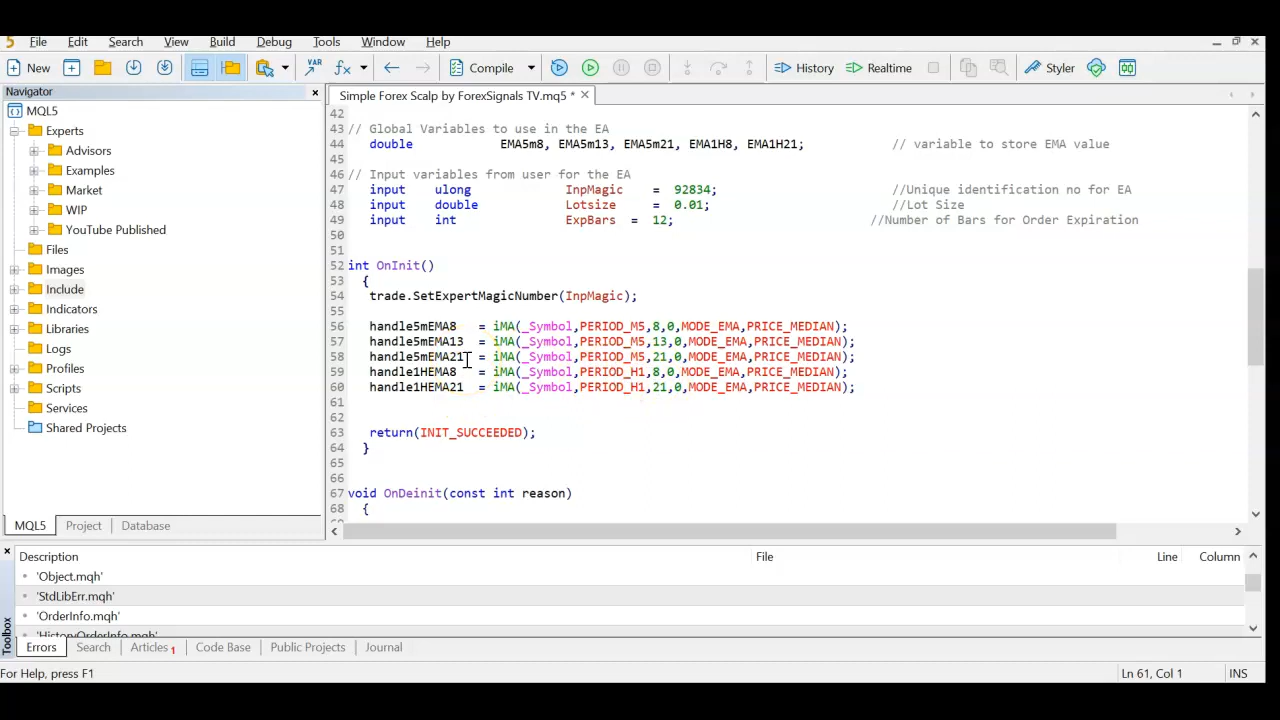 5 File Edit Search View Build Debug Tools Window Help
New VAR fx Compile History Realtime Styler
Navigator
MQL5
Experts
Advisors
Examples
Market
WIP
YouTube Published
Files
Images
Include
Indicators
Libraries
Logs
Profiles
Scripts
Services
Shared Projects
MQL5 Project Database
Simple Forex Scalp by ForexSignals TV.mq5 *
42
43 // Global Variables to use in the EA
44 double EMA5m8, EMA5m13, EMA5m21, EMA1H8, EMA1H21; // variable to store EMA value
45
46 // Input variables from user for the EA
47 input ulong InpMagic = 92834; //Unique identification no for EA
48 input double Lotsize = 0.01; //Lot Size
49 input int ExpBars = 12; //Number of Bars for Order Expiration
50
51
52 int OnInit()
53 {
54 trade.SetExpertMagicNumber(InpMagic);
55
56 handle5mEMA8 = iMA(_Symbol,PERIOD_M5,8,0,MODE_EMA,PRICE_MEDIAN);
57 handle5mEMA13 = iMA(_Symbol,PERIOD_M5,13,0,MODE_EMA,PRICE_MEDIAN);
58 handle5mEMA21 = iMA(_Symbol,PERIOD_M5,21,0,MODE_EMA,PRICE_MEDIAN);
59 handle1HEMA8 = iMA(_Symbol,PERIOD_H1,8,0,MODE_EMA,PRICE_MEDIAN);
60 handle1HEMA21 = iMA(_Symbol,PERIOD_H1,21,0,MODE_EMA,PRICE_MEDIAN);
61
62
63 return(INIT_SUCCEEDED);
64 }
65
66
67 void OnDeinit(const int reason)
68 {
Description File Line Column
'Object.mqh'
'StdLibErr.mqh'
'OrderInfo.mqh'
'HistoryOrderInfo.mqh'
Toolbox
Errors Search Articles 1 Code Base Public Projects Journal
For Help, press F1 Ln 61, Col 1 INS